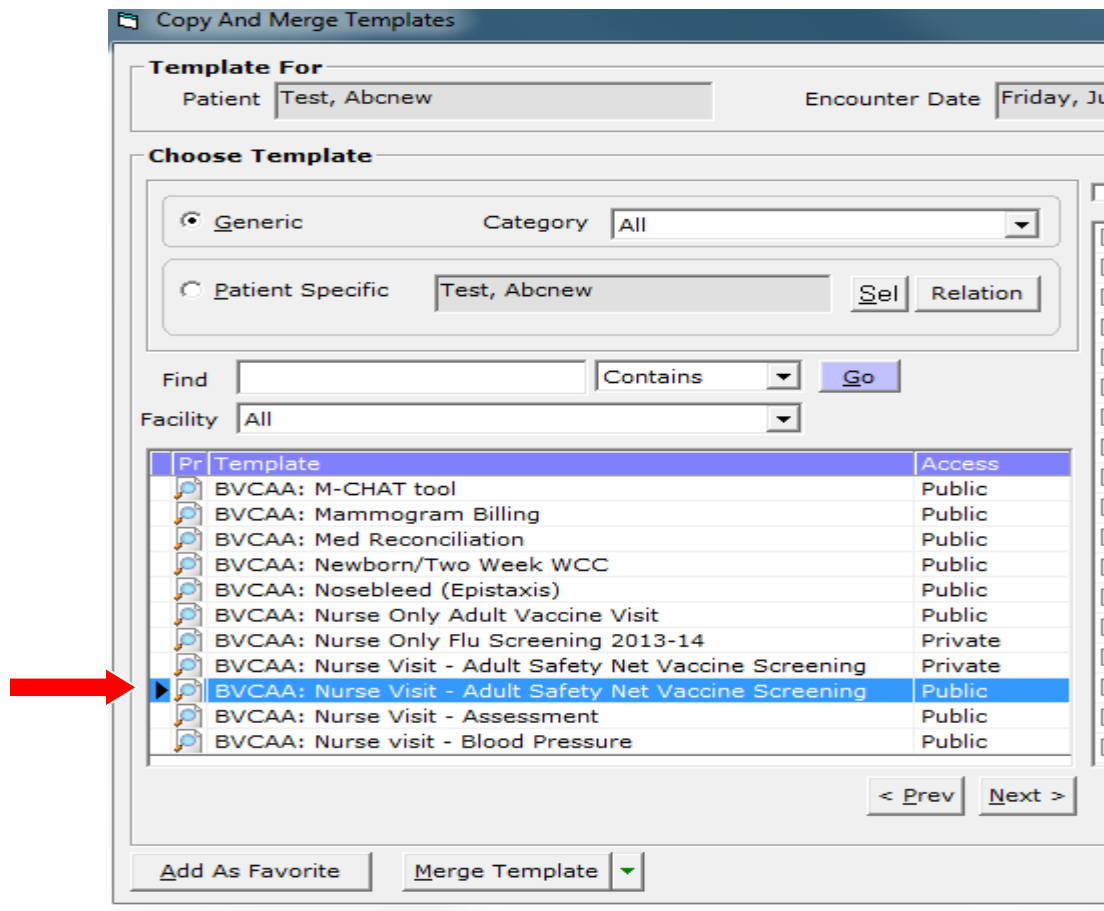 Copy And Merge Templates
Template For
Patient Test, Abcnew Encounter Date Friday, Ju
Choose Template
Generic Category All
Patient Specific Test, Abcnew Sel Relation
Find Contains Go
Facility All
Pr Template Access
BVCAA: M-CHAT tool Public
BVCAA: Mammogram Billing Public
BVCAA: Med Reconciliation Public
BVCAA: Newborn/Two Week WCC Public
BVCAA: Nosebleed (Epistaxis) Public
BVCAA: Nurse Only Adult Vaccine Visit Public
BVCAA: Nurse Only Flu Screening 2013-14 Private
BVCAA: Nurse Visit - Adult Safety Net Vaccine Screening Private
BVCAA: Nurse Visit - Adult Safety Net Vaccine Screening Public
BVCAA: Nurse Visit - Assessment Public
BVCAA: Nurse visit - Blood Pressure Public
< Prev Next >
Add As Favorite Merge Template